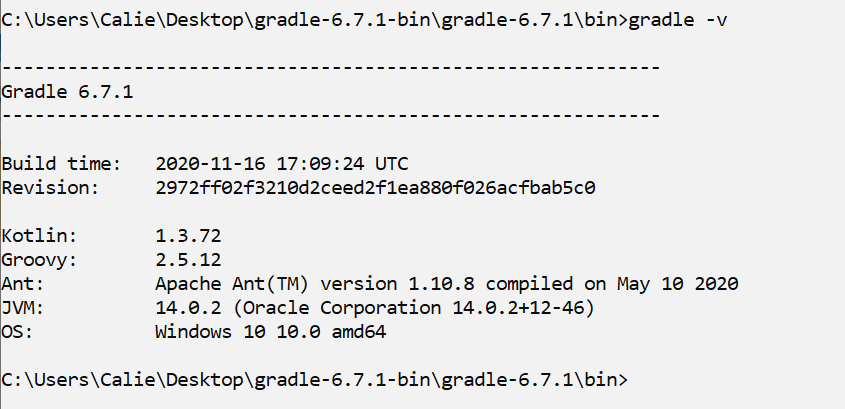 C:\Users\Calie\Desktop\gradle-6.7.1-bin\gradle-6.7.1\bin>gradle -v
------------------------------------------------------------
Gradle 6.7.1
------------------------------------------------------------
Build time:   2020-11-16 17:09:24 UTC
Revision:     2972ff02f3210d2ceed2f1ea880f026acfbab5c0
Kotlin:       1.3.72
Groovy:       2.5.12
Ant:          Apache Ant(TM) version 1.10.8 compiled on May 10 2020
JVM:          14.0.2 (Oracle Corporation 14.0.2+12-46)
OS:           Windows 10 10.0 amd64
C:\Users\Calie\Desktop\gradle-6.7.1-bin\gradle-6.7.1\bin>